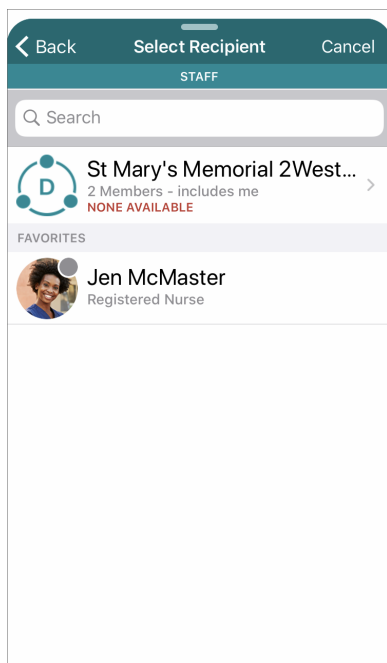 Back Select Recipient Cancel
STAFF
Search
D
St Mary's Memorial 2West...
2 Members - includes me
NONE AVAILABLE
FAVORITES
Jen McMaster
Registered Nurse